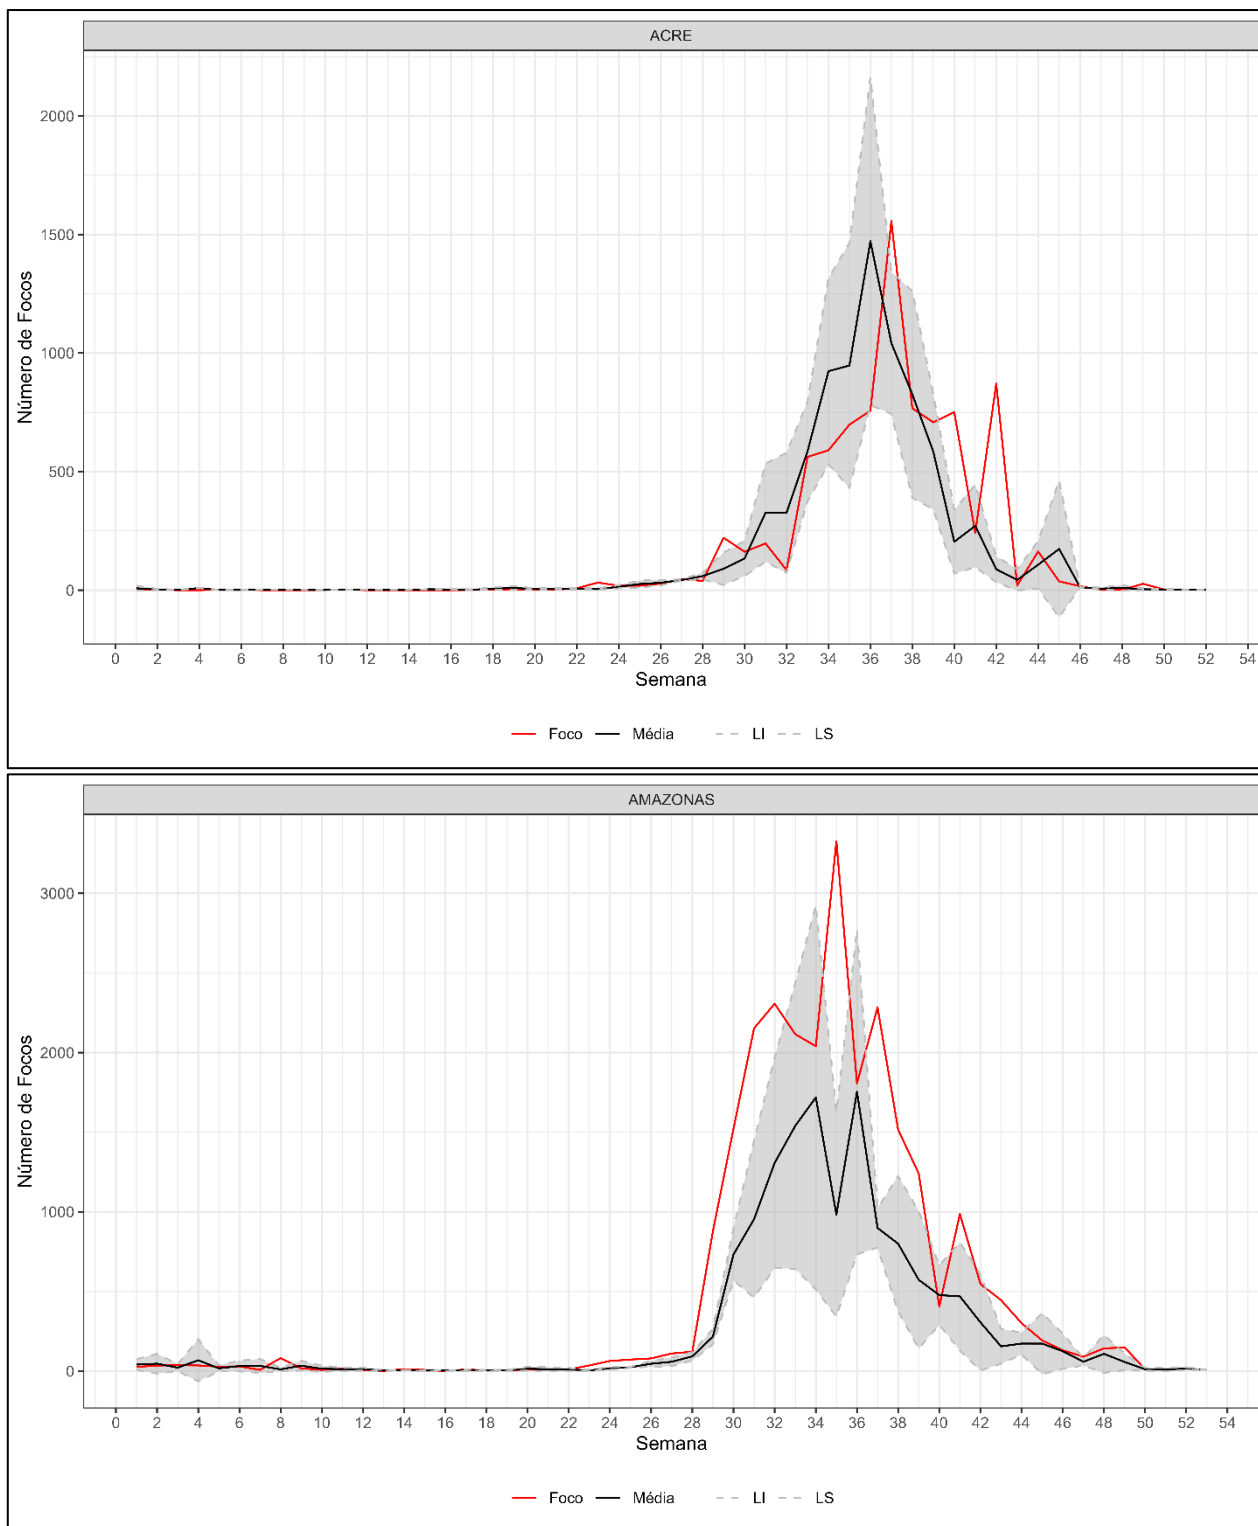 ACRE
2000
1500
1000
500
0
Número de Focos
0 2 4 6 8 10 12 14 16 18 20 22 24 26 28 30 32 34 36 38 40 42 44 46 48 50 52 54
Semana
Foco Média LI LS
AMAZONAS
3000
2000
1000
0
Número de Focos
0 2 4 6 8 10 12 14 16 18 20 22 24 26 28 30 32 34 36 38 40 42 44 46 48 50 52 54
Semana
Foco Média LI LS